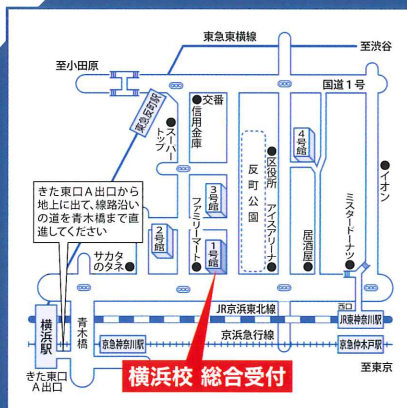 東急東横線
至渋谷
至小田原
国道1号
東急反町駅
交番
信用金庫
スーパー
トップ
4号館
区役所
反町公園
アイスアリーナ
イオン
きた東口A出口から
地上に出て、線路沿い
の道を青木橋まで直
進してください
3号館
2号館
1号館
ファミリーマート
サカタ
のタネ
居酒屋
ミスタードーナツ
JR京浜東北線
西口
JR東神奈川駅
横浜駅
青木橋
京浜急行線
京急神奈川駅
京急仲木戸駅
きた東口
A出口
至東京
横浜校 総合受付